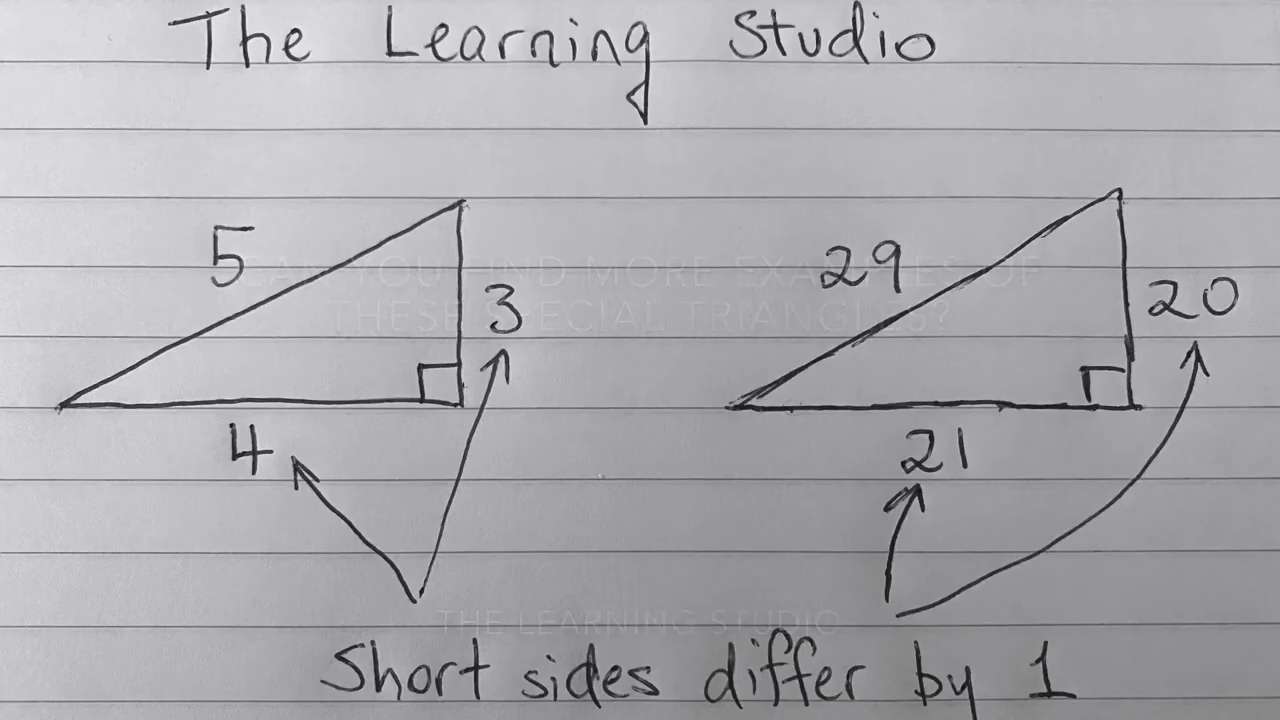 The Learning Studio
5
3
4
29
20
21
CAN YOU FIND MORE EXAMPLES OF
THESE SPECIAL TRIANGLES?
THE LEARNING STUDIO
Short sides differ by 1